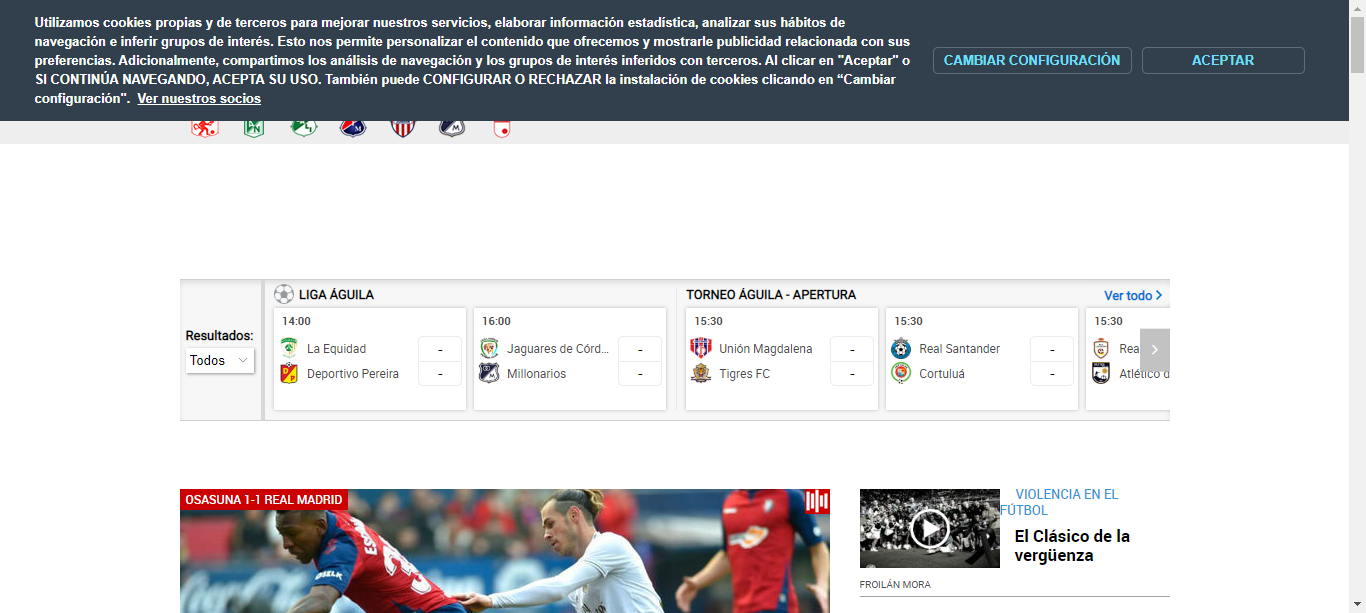 Utilizamos cookies propias y de terceros para mejorar nuestros servicios, elaborar información estadística, analizar sus hábitos de
navegación e inferir grupos de interés. Esto nos permite personalizar el contenido que ofrecemos y mostrarle publicidad relacionada con sus
preferencias. Adicionalmente, compartimos los análisis de navegación y los grupos de interés inferidos con terceros. Al clicar en "Aceptar" o
SI CONTINÚA NAVEGANDO, ACEPTA SU USO. También puede CONFIGURAR O RECHAZAR la instalación de cookies clicando en “Cambiar
configuración". Ver nuestros socios
CAMBIAR CONFIGURACIÓN
ACEPTAR
Resultados:
Todos
LIGA ÁGUILA
14:00
La Equidad -
Deportivo Pereira -
16:00
Jaguares de Córd... -
Millonarios -
TORNEO ÁGUILA - APERTURA
Ver todo
15:30
Unión Magdalena -
Tigres FC -
15:30
Real Santander -
Cortuluá -
15:30
Rea
Atlético d
OSASUNA 1-1 REAL MADRID
VIOLENCIA EN EL
FÚTBOL
El Clásico de la
vergüenza
FROILÁN MORA